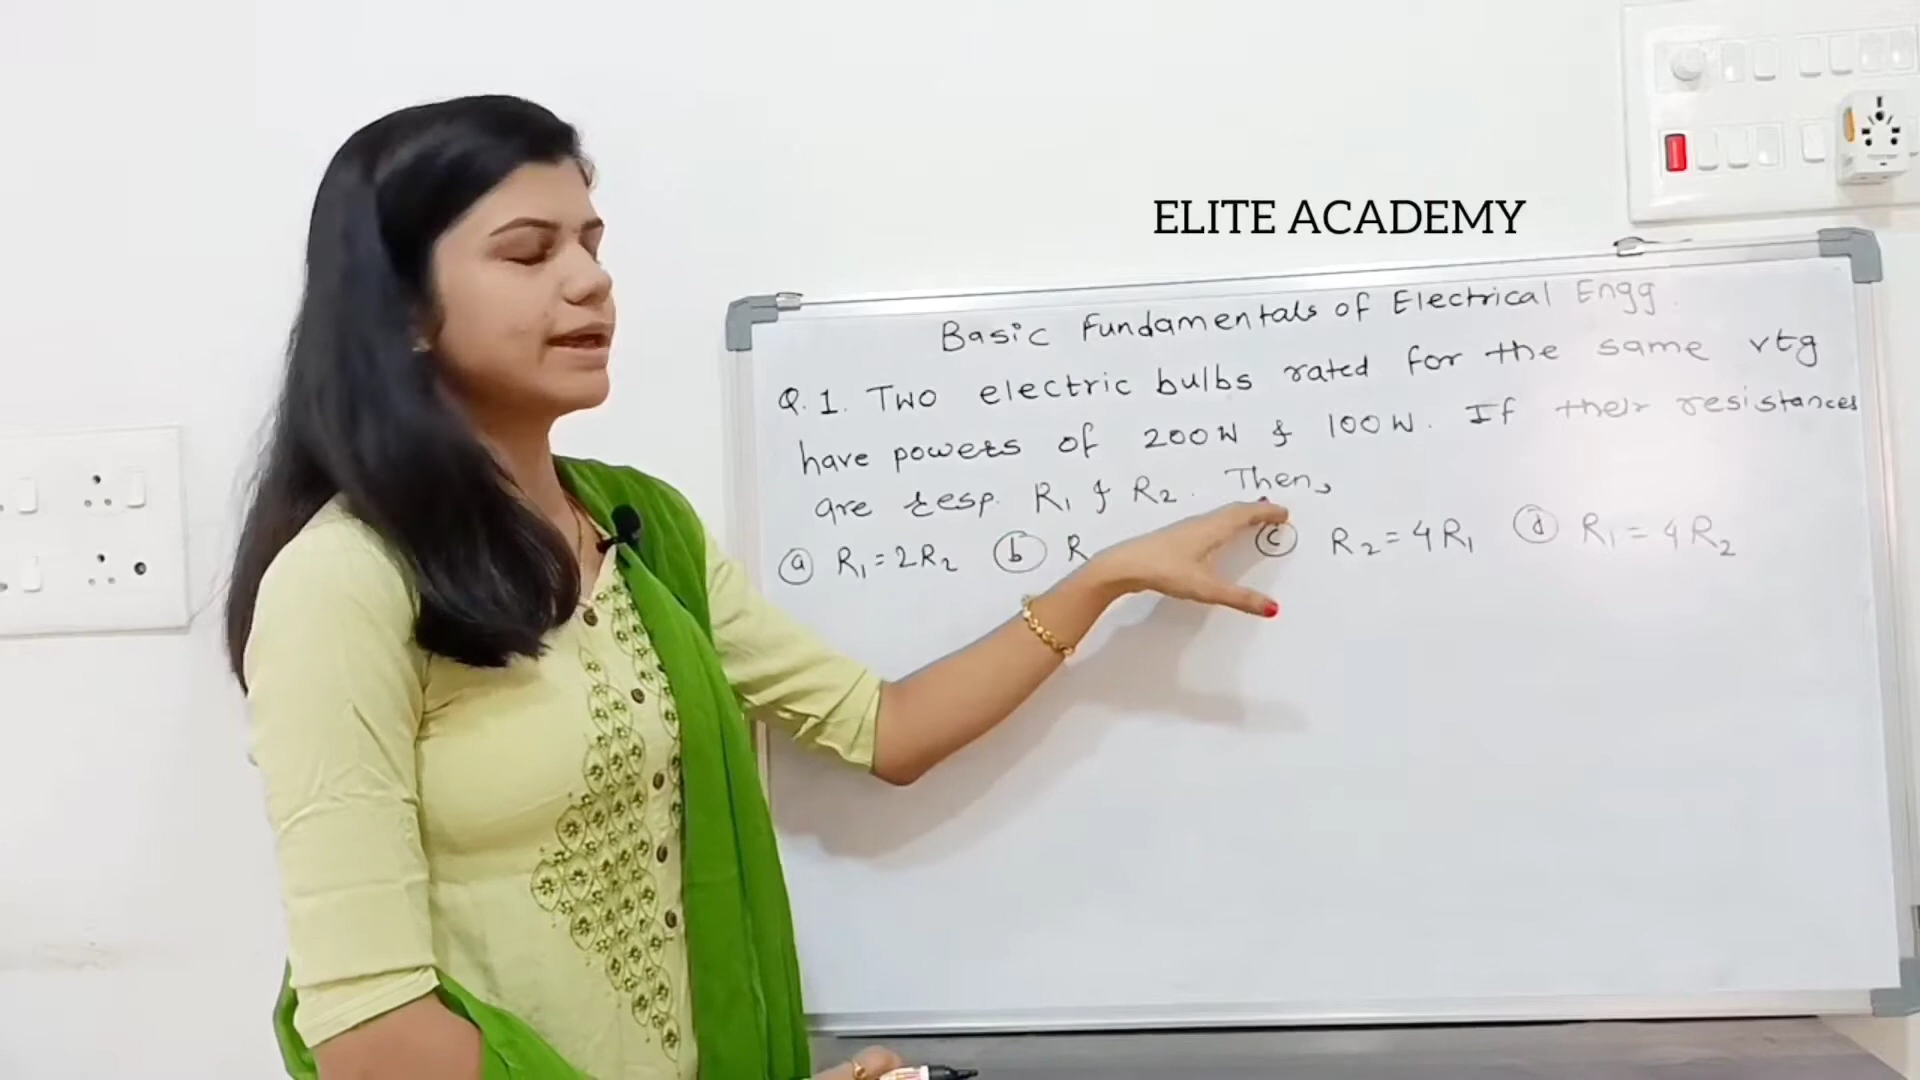 ELITE ACADEMY
Basic Fundamentals of Electrical Engg.
Q.1. Two electric bulbs rated for the same vtg
have powers of 200W & 100W. If their resistances
are resp. R₁ & R₂. Then,
(a) R₁=2R₂ (b) R (c) R₂=4R₁ (d) R₁=4R₂